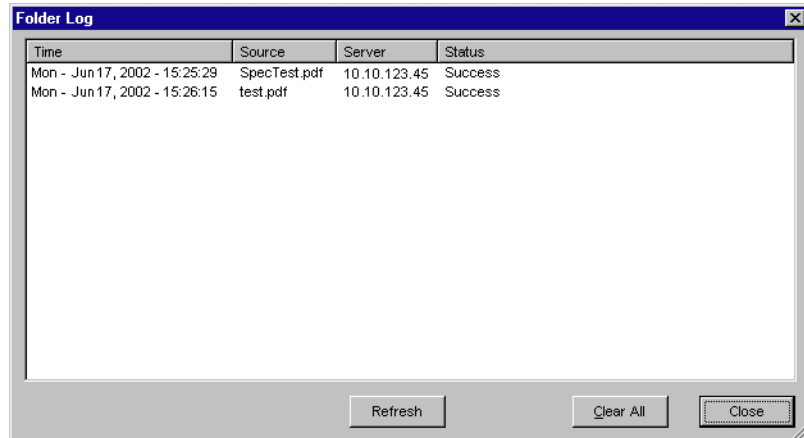 Folder Log
Time Source Server Status
Mon - Jun 17, 2002 - 15:25:29 SpecTest.pdf 10.10.123.45 Success
Mon - Jun 17, 2002 - 15:26:15 test.pdf 10.10.123.45 Success
Refresh Clear All Close